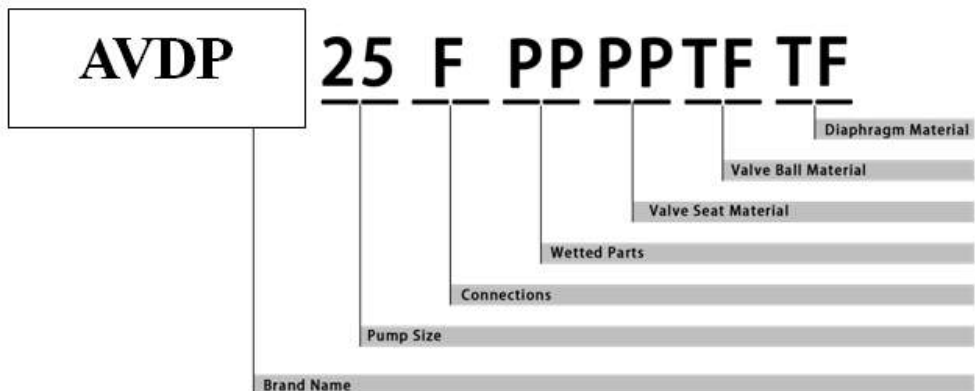 AVDP 25 F PP PP TF TF
Diaphragm Material
Valve Ball Material
Valve Seat Material
Wetted Parts
Connections
Pump Size
Brand Name